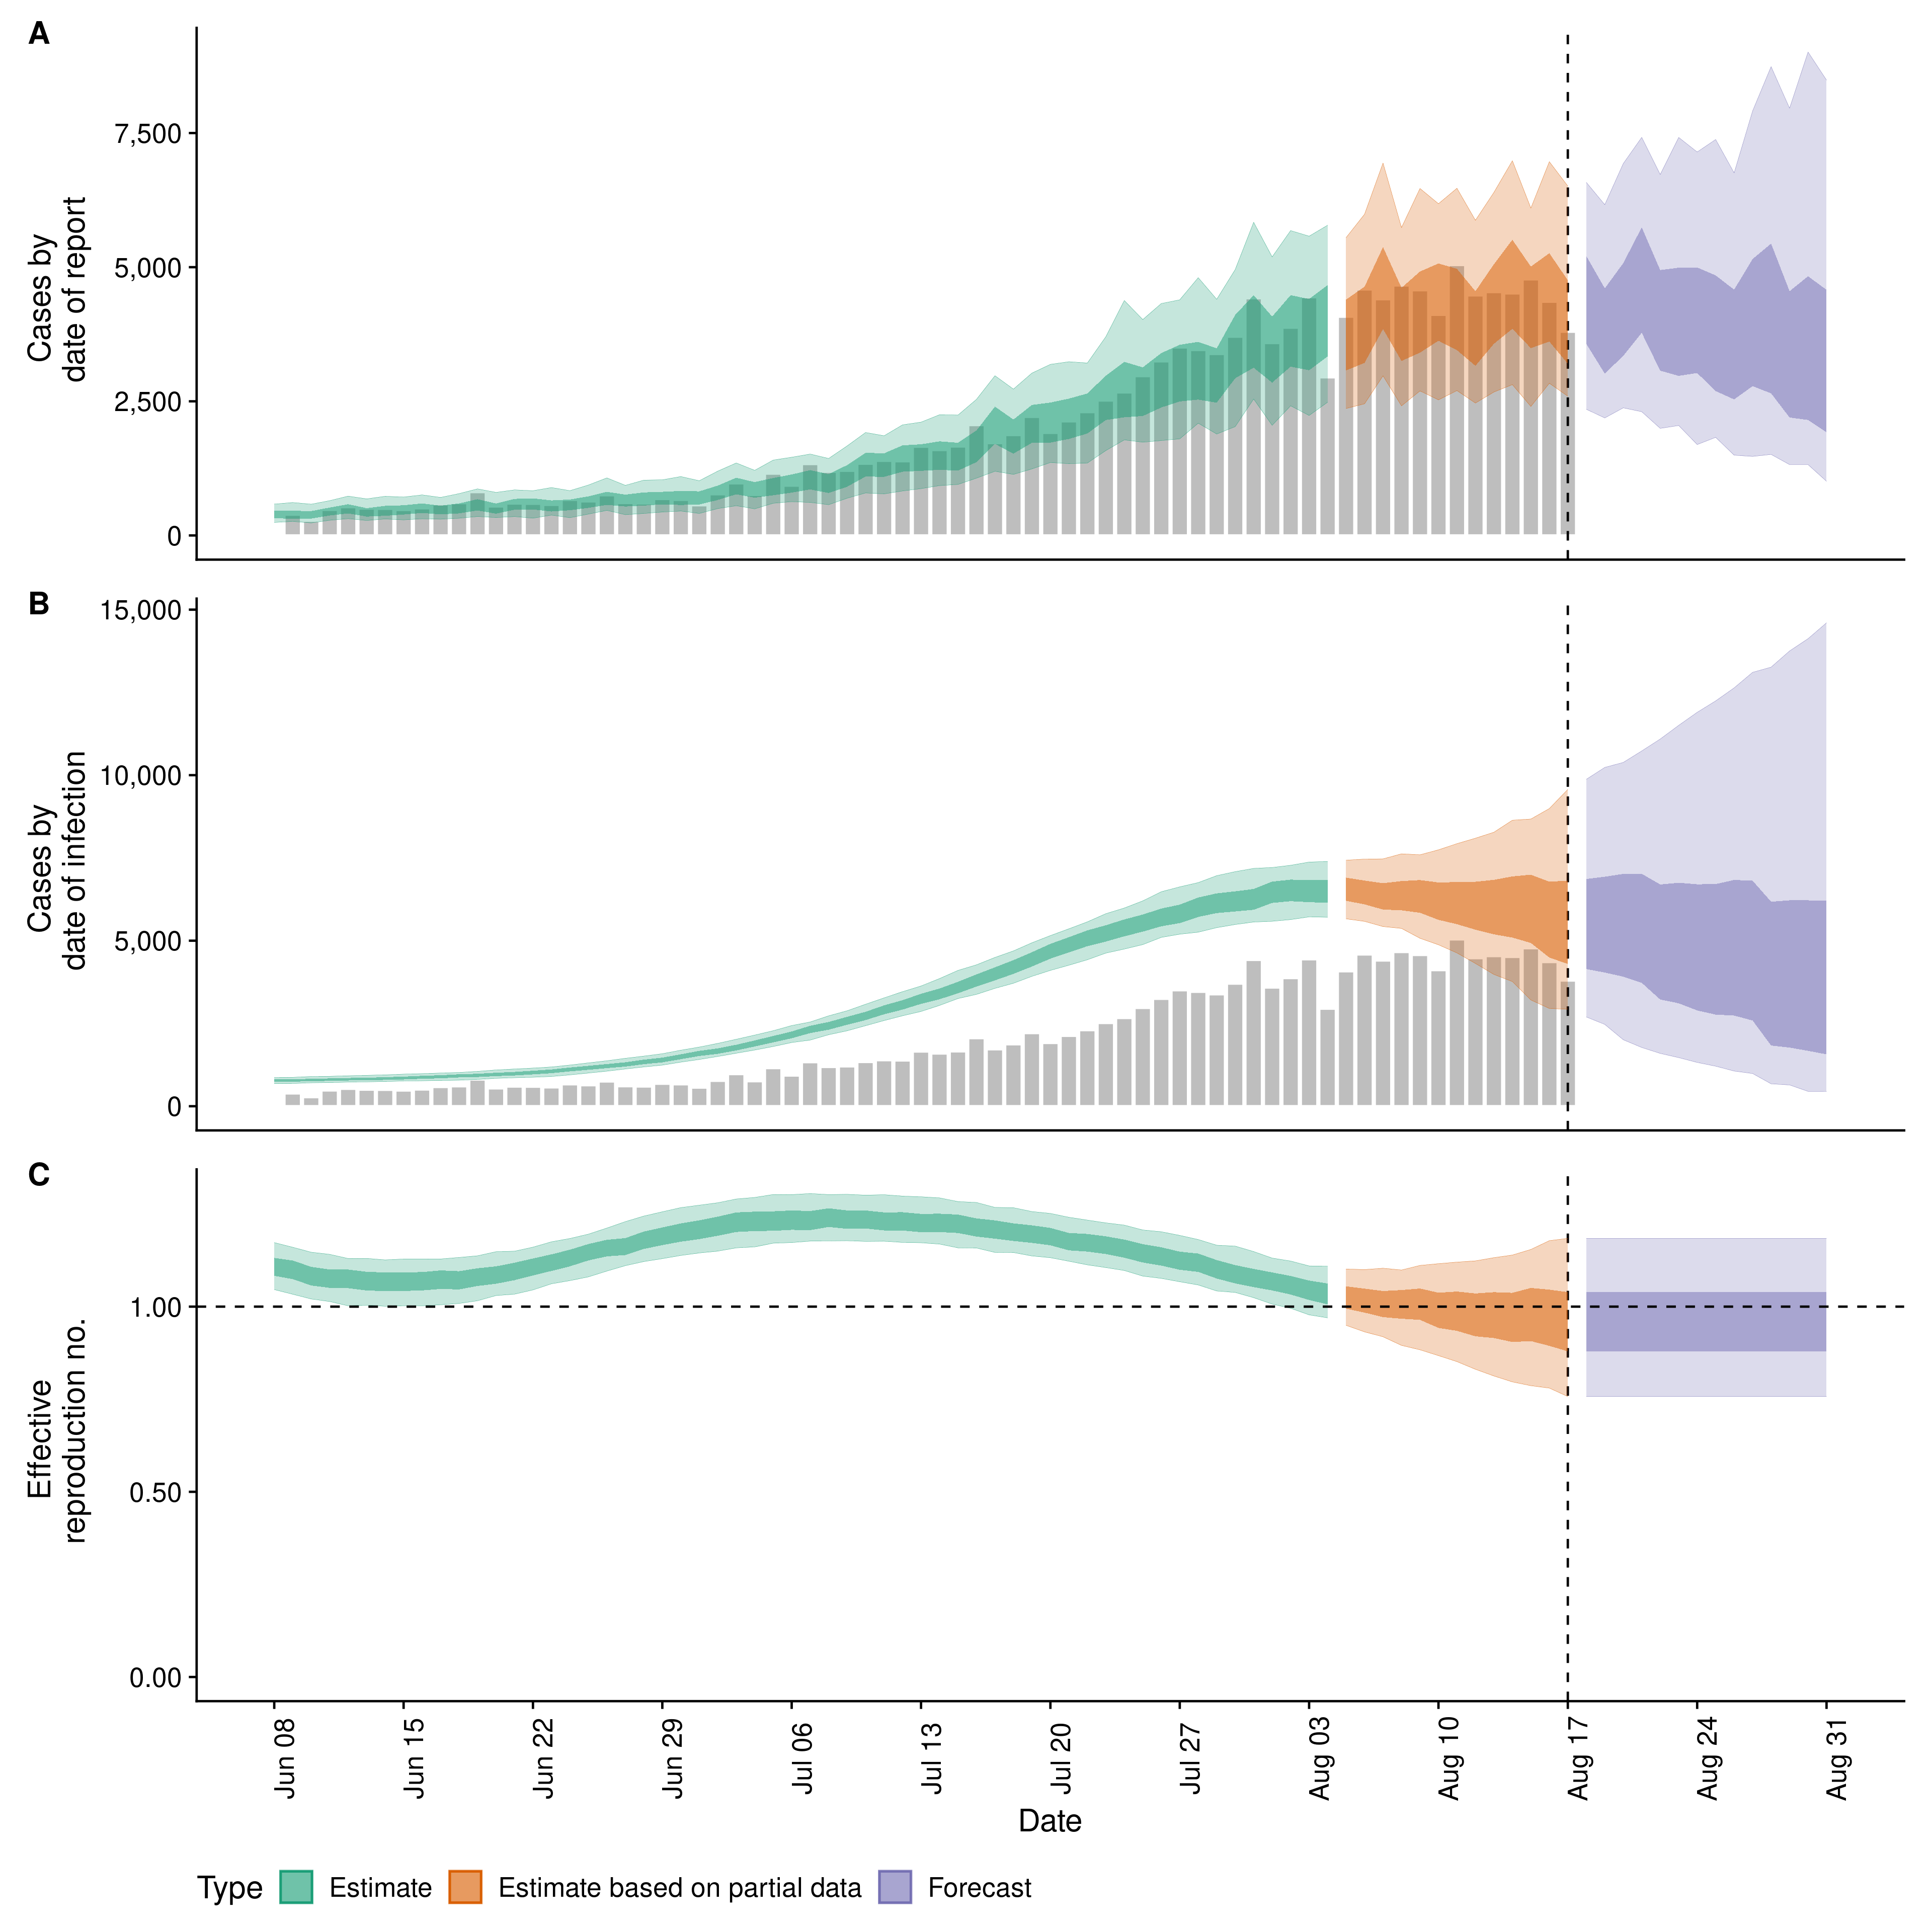 A
Cases by
date of report
7,500
5,000
2,500
0
B
Cases by
date of infection
15,000
10,000
5,000
0
C
Effective
reproduction no.
1.00
0.50
0.00
Jun 08
Jun 15
Jun 22
Jun 29
Jul 06
Jul 13
Jul 20
Jul 27
Aug 03
Aug 10
Aug 17
Aug 24
Aug 31
Date
Type Estimate Estimate based on partial data Forecast